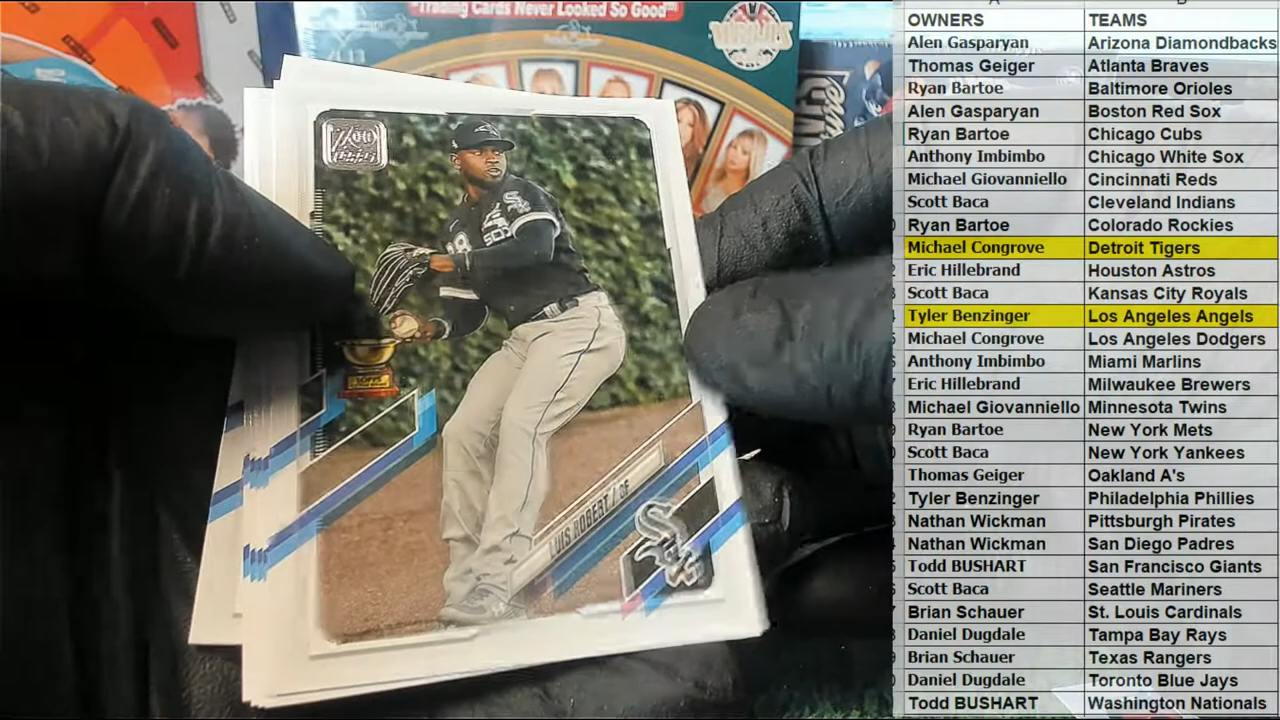 "Trading Cards Never Looked So Good"
70
TOPPS
SOX
TOPPS
LUIS ROBERT / OF
Sox
OWNERS TEAMS
Alen Gasparyan Arizona Diamondbacks
Thomas Geiger Atlanta Braves
Ryan Bartoe Baltimore Orioles
Alen Gasparyan Boston Red Sox
Ryan Bartoe Chicago Cubs
Anthony Imbimbo Chicago White Sox
Michael Giovanniello Cincinnati Reds
Scott Baca Cleveland Indians
Ryan Bartoe Colorado Rockies
Michael Congrove Detroit Tigers
Eric Hillebrand Houston Astros
Scott Baca Kansas City Royals
Tyler Benzinger Los Angeles Angels
Michael Congrove Los Angeles Dodgers
Anthony Imbimbo Miami Marlins
Eric Hillebrand Milwaukee Brewers
Michael Giovanniello Minnesota Twins
Ryan Bartoe New York Mets
Scott Baca New York Yankees
Thomas Geiger Oakland A's
Tyler Benzinger Philadelphia Phillies
Nathan Wickman Pittsburgh Pirates
Nathan Wickman San Diego Padres
Todd BUSHART San Francisco Giants
Scott Baca Seattle Mariners
Brian Schauer St. Louis Cardinals
Daniel Dugdale Tampa Bay Rays
Brian Schauer Texas Rangers
Daniel Dugdale Toronto Blue Jays
Todd BUSHART Washington Nationals